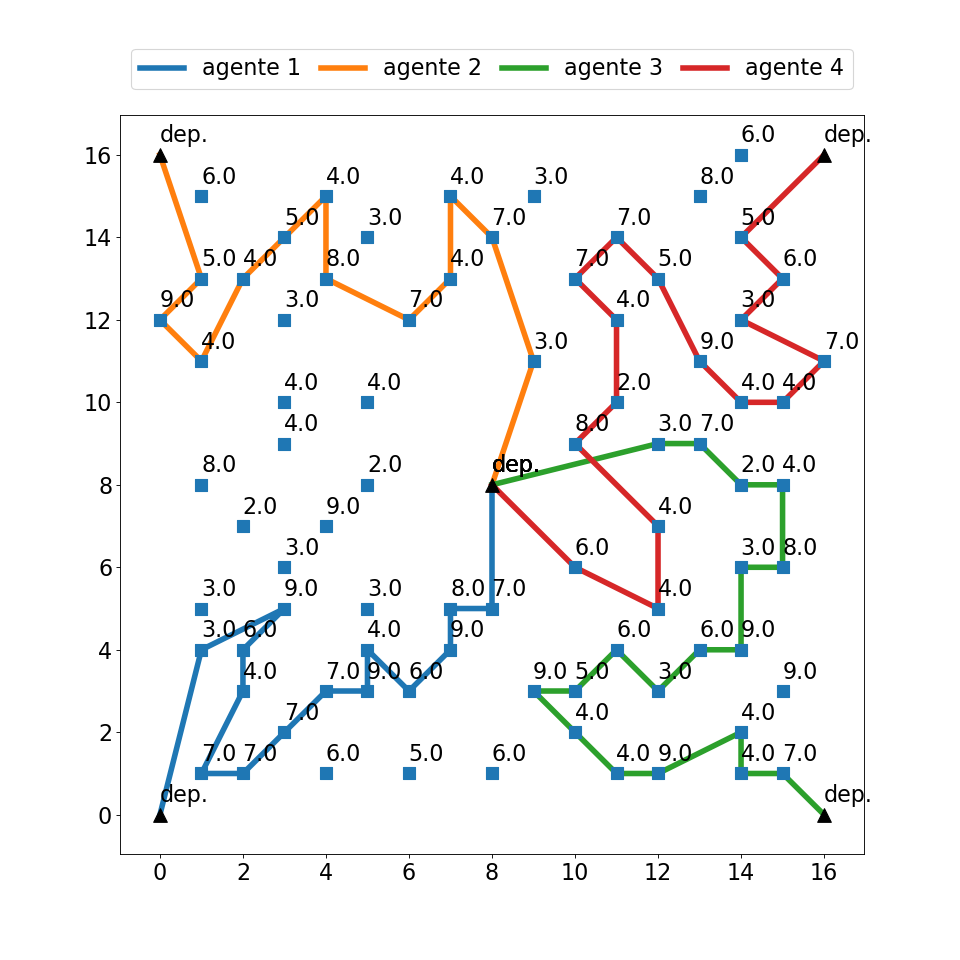 agente 1 agente 2 agente 3 agente 4
dep. 6.0 dep.
16
6.0 4.0 4.0 3.0 8.0
5.0 3.0 7.0 7.0 5.0
14
5.0 4.0 8.0 4.0 7.0 5.0 6.0
9.0 3.0 7.0 4.0 3.0
12
4.0 3.0 9.0 7.0
4.0 4.0 2.0 4.0 4.0
10
4.0 8.0 3.0 7.0
8.0 2.0 dep. dep. 2.0 4.0
8
2.0 9.0 4.0
3.0 6.0 3.0 8.0
6
3.0 9.0 3.0 8.0 7.0 4.0
3.0 6.0 4.0 9.0 6.0 6.0 9.0
4
4.0 7.0 9.0 6.0 9.0 5.0 3.0 9.0
7.0 4.0 4.0
2
7.0 7.0 6.0 5.0 6.0 4.0 9.0 4.0 7.0
dep. dep.
0
0 2 4 6 8 10 12 14 16